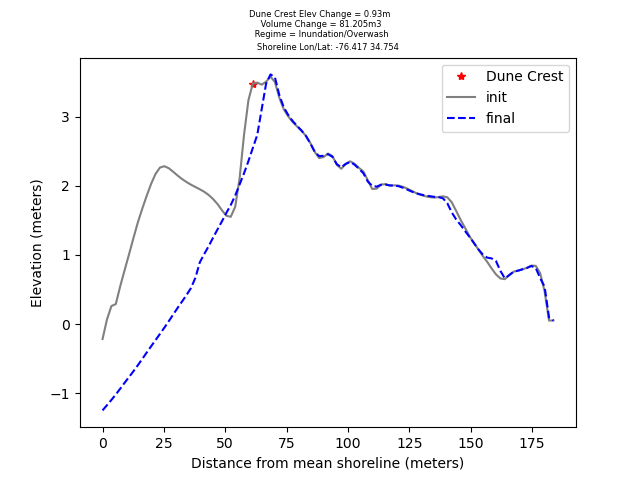 Dune Crest Elev Change = 0.93m
Volume Change = 81.205m3
Regime = Inundation/Overwash
Shoreline Lon/Lat: -76.417 34.754
Dune Crest
init
final
Elevation (meters)
3
2
1
0
−1
0 25 50 75 100 125 150 175
Distance from mean shoreline (meters)